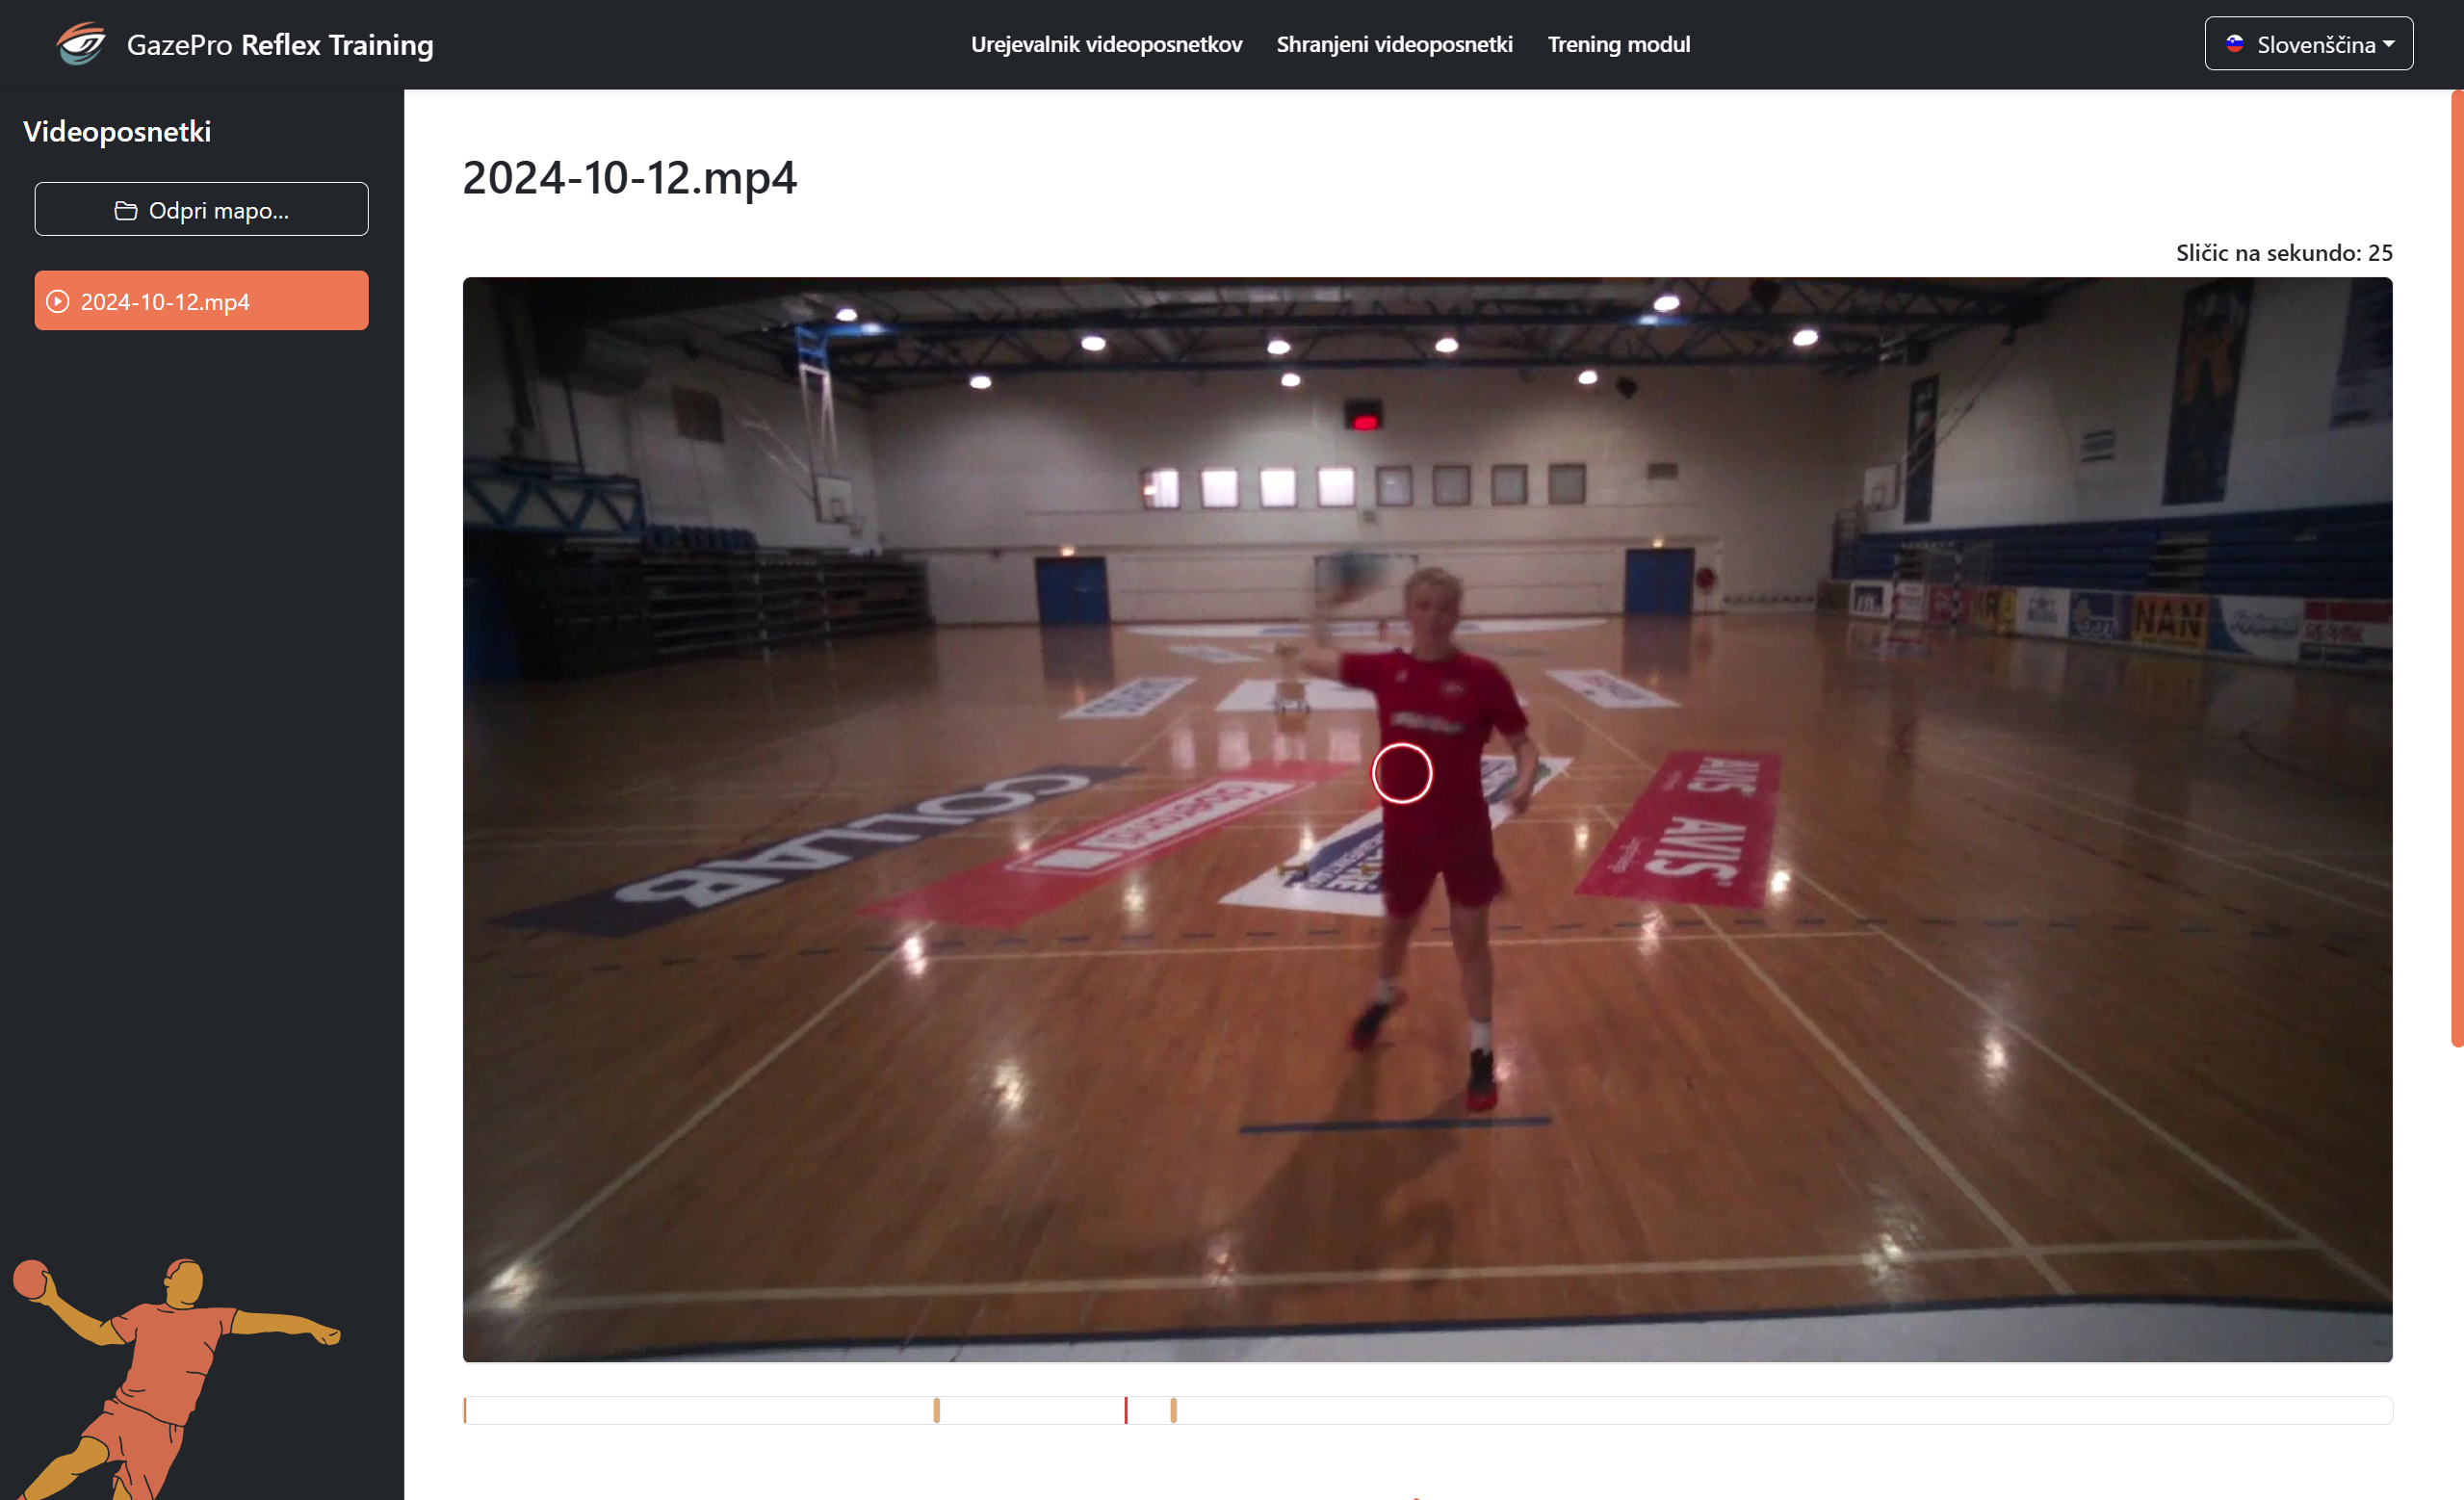 GazePro Reflex Training
Urejevalnik videoposnetkov
Shranjeni videoposnetki
Trening modul
Slovenščina
Videoposnetki
Odpri mapo...
2024-10-12.mp4
2024-10-12.mp4
Sličic na sekundo: 25
NAN
COLLAB
AVIS
AVIS